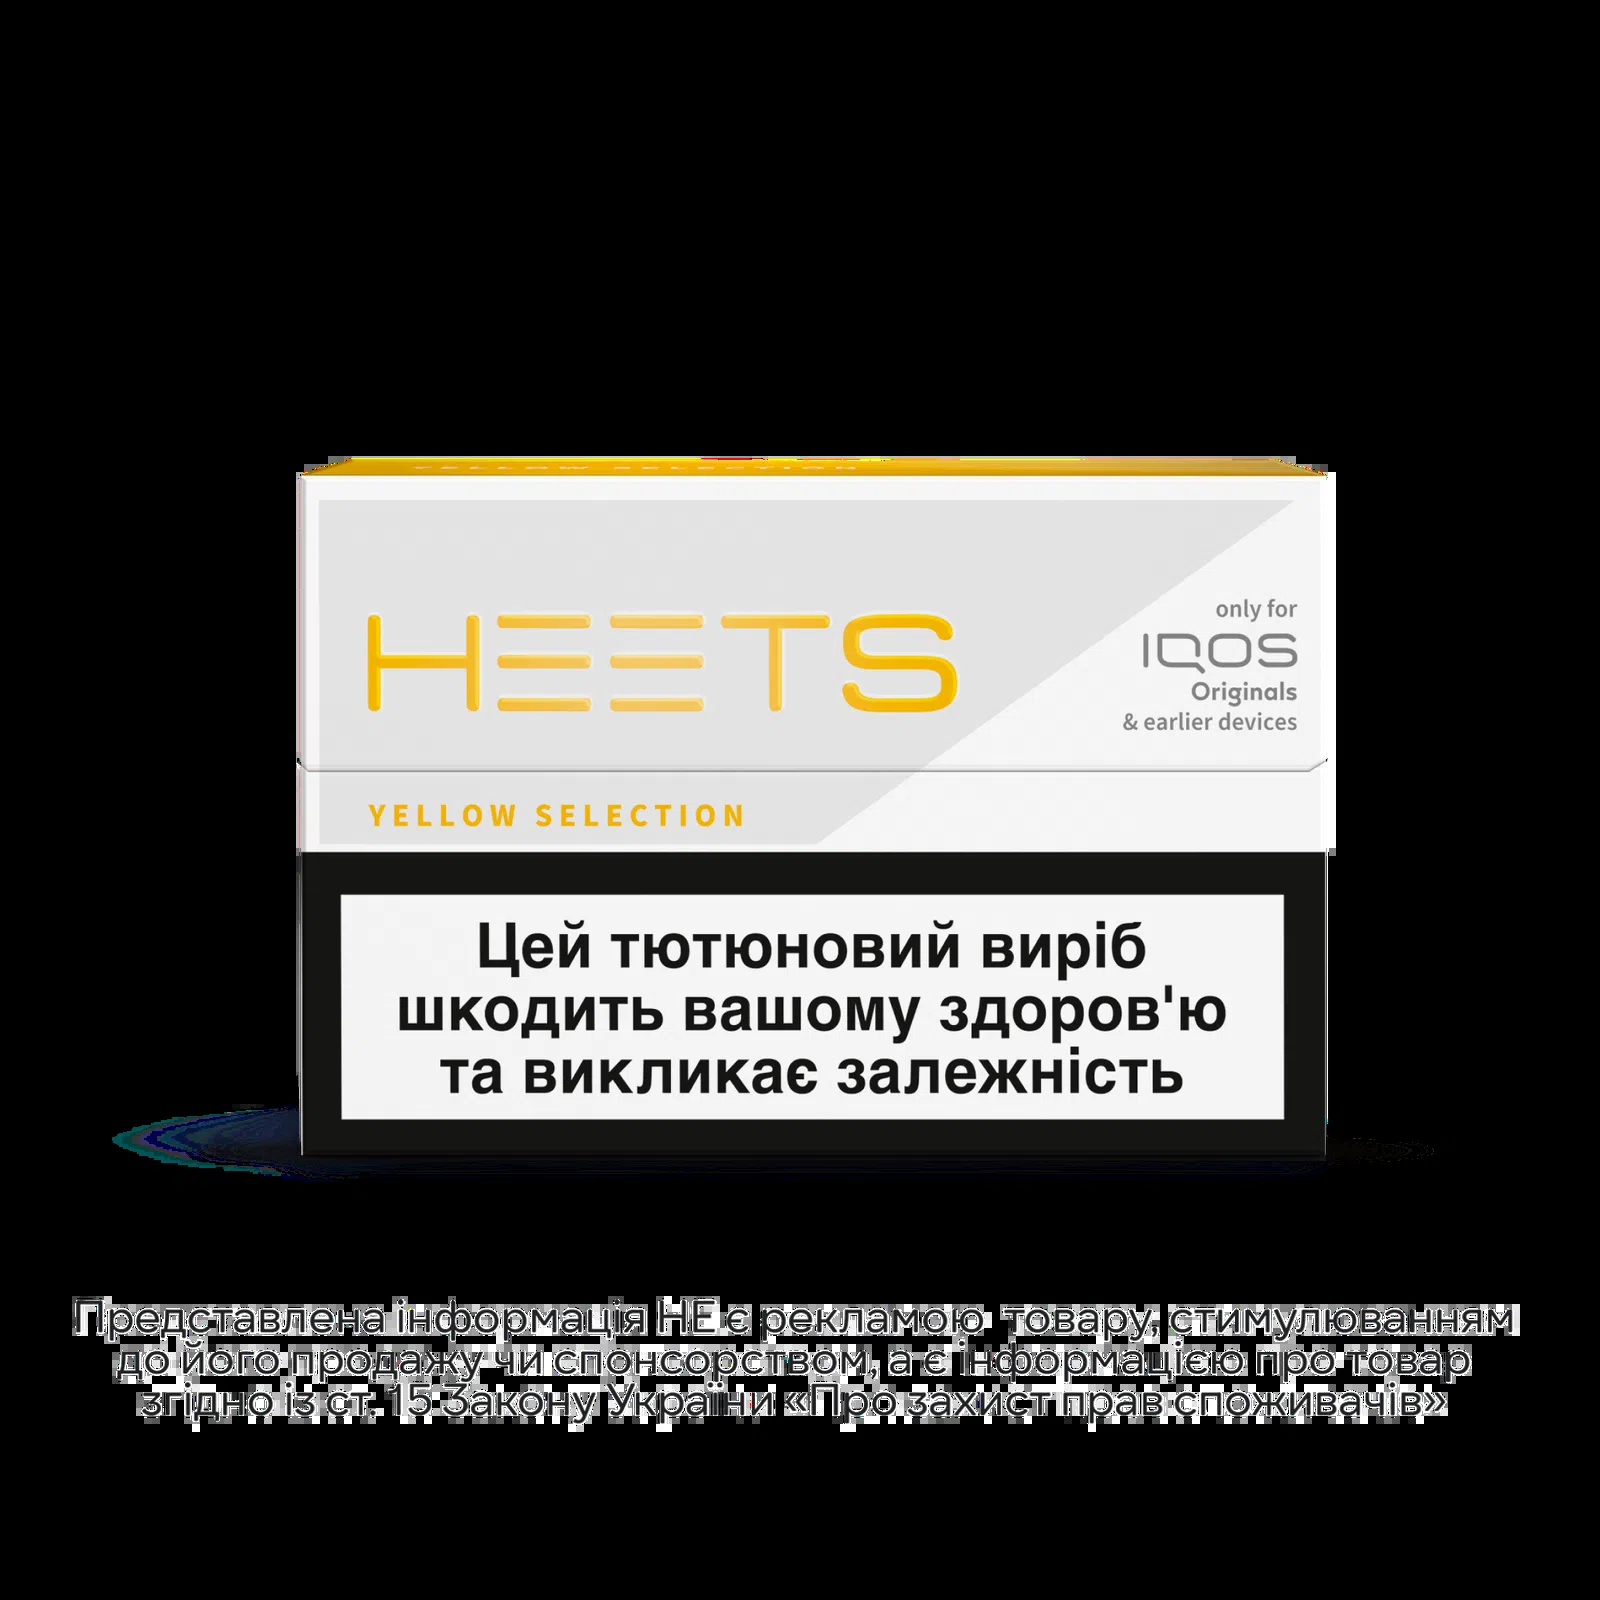 YELLOW SELECTION
HEETS
only for
IQOS
Originals
& earlier devices
YELLOW SELECTION
Цей тютюновий виріб
шкодить вашому здоров'ю
та викликає залежність
Представлена інформація НЕ є рекламою товару, стимулюванням
до його продажу чи спонсорством, а є інформацією про товар
згідно із ст. 15 Закону України «Про захист прав споживачів»